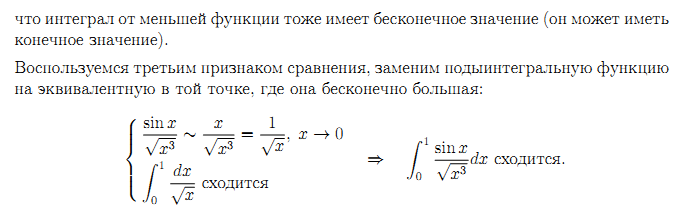 что интеграл от меньшей функции тоже имеет бесконечное значение (он может иметь
конечное значение).
Воспользуемся третьим признаком сравнения, заменим подынтегральную функцию
на эквивалентную в той точке, где она бесконечно большая:
{ sin x / √x³ ∼ x / √x³ = 1 / √x, x → 0
∫₀¹ dx / √x сходится
⇒ ∫₀¹ sin x / √x³ dx сходится.